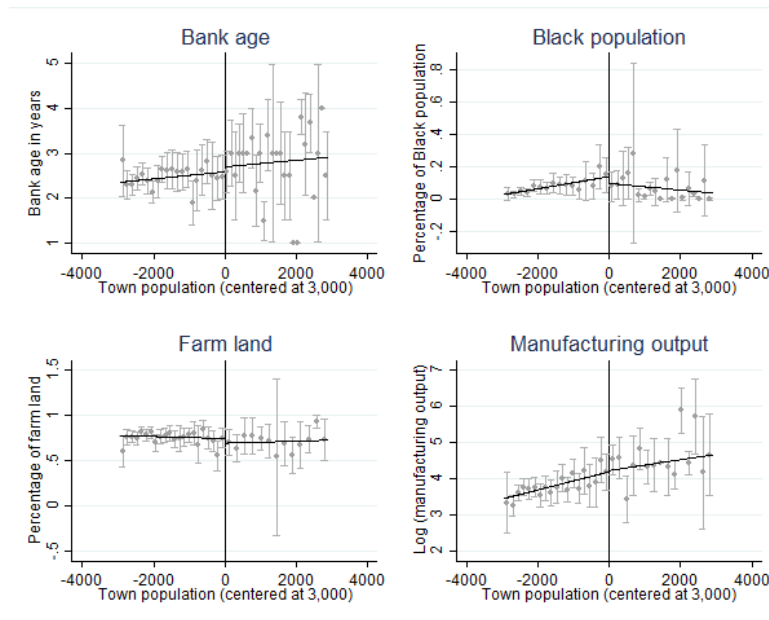 Bank age
Bank age in years
5
4
3
2
1
-4000 -2000 0 2000 4000
Town population (centered at 3,000)
Black population
Percentage of Black population
.8
.6
.4
.2
0
-.2
-4000 -2000 0 2000 4000
Town population (centered at 3,000)
Farm land
Percentage of farm land
1.5
1
.5
0
-.5
-4000 -2000 0 2000 4000
Town population (centered at 3,000)
Manufacturing output
Log (manufacturing output)
7
6
5
4
3
2
-4000 -2000 0 2000 4000
Town population (centered at 3,000)